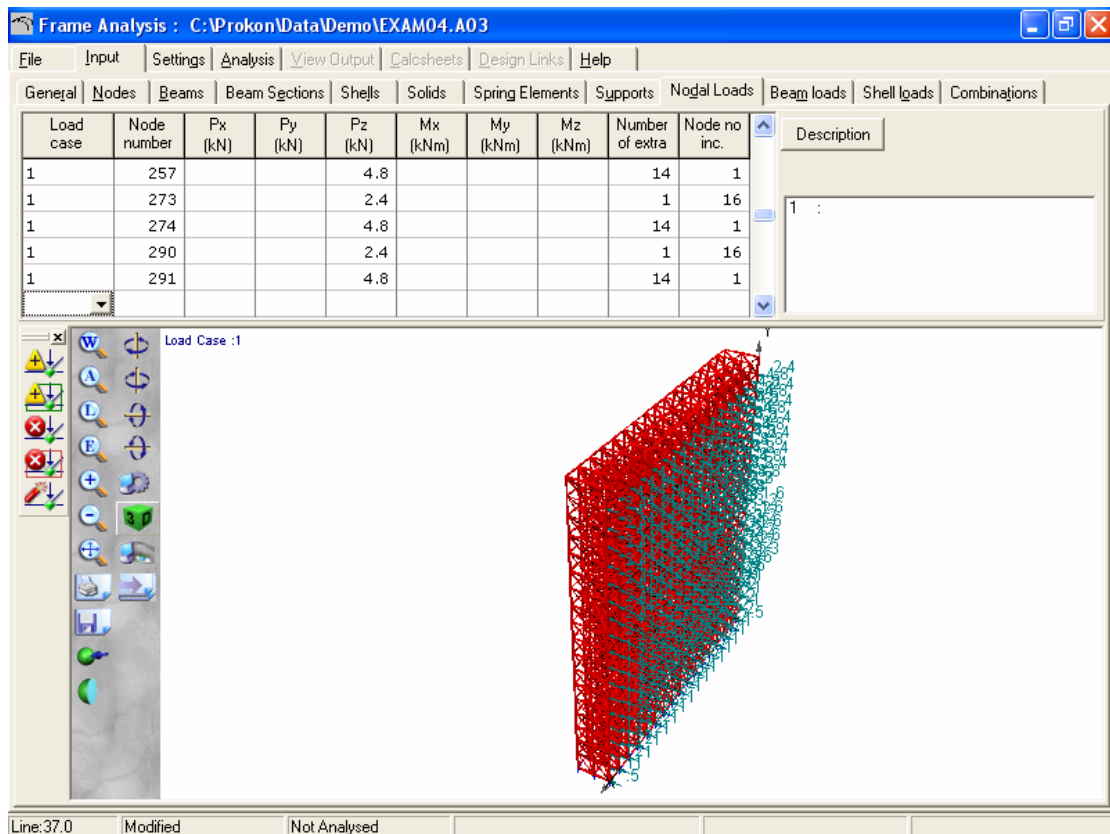 Frame Analysis : C:\Prokon\Data\Demo\EXAM04.A03
File Input Settings Analysis View Output Calcsheets Design Links Help
General Nodes Beams Beam Sections Shells Solids Spring Elements Supports Nodal Loads Beam loads Shell loads Combinations
Load case Node number Px (kN) Py (kN) Pz (kN) Mx (kNm) My (kNm) Mz (kNm) Number of extra Node no inc.
Description
1 257 4.8 14 1
1 273 2.4 1 16
1 274 4.8 14 1
1 290 2.4 1 16
1 291 4.8 14 1
1 :
Load Case :1
W
A
L
E
3D
Y
2.4
.5
Line:37.0 Modified Not Analysed